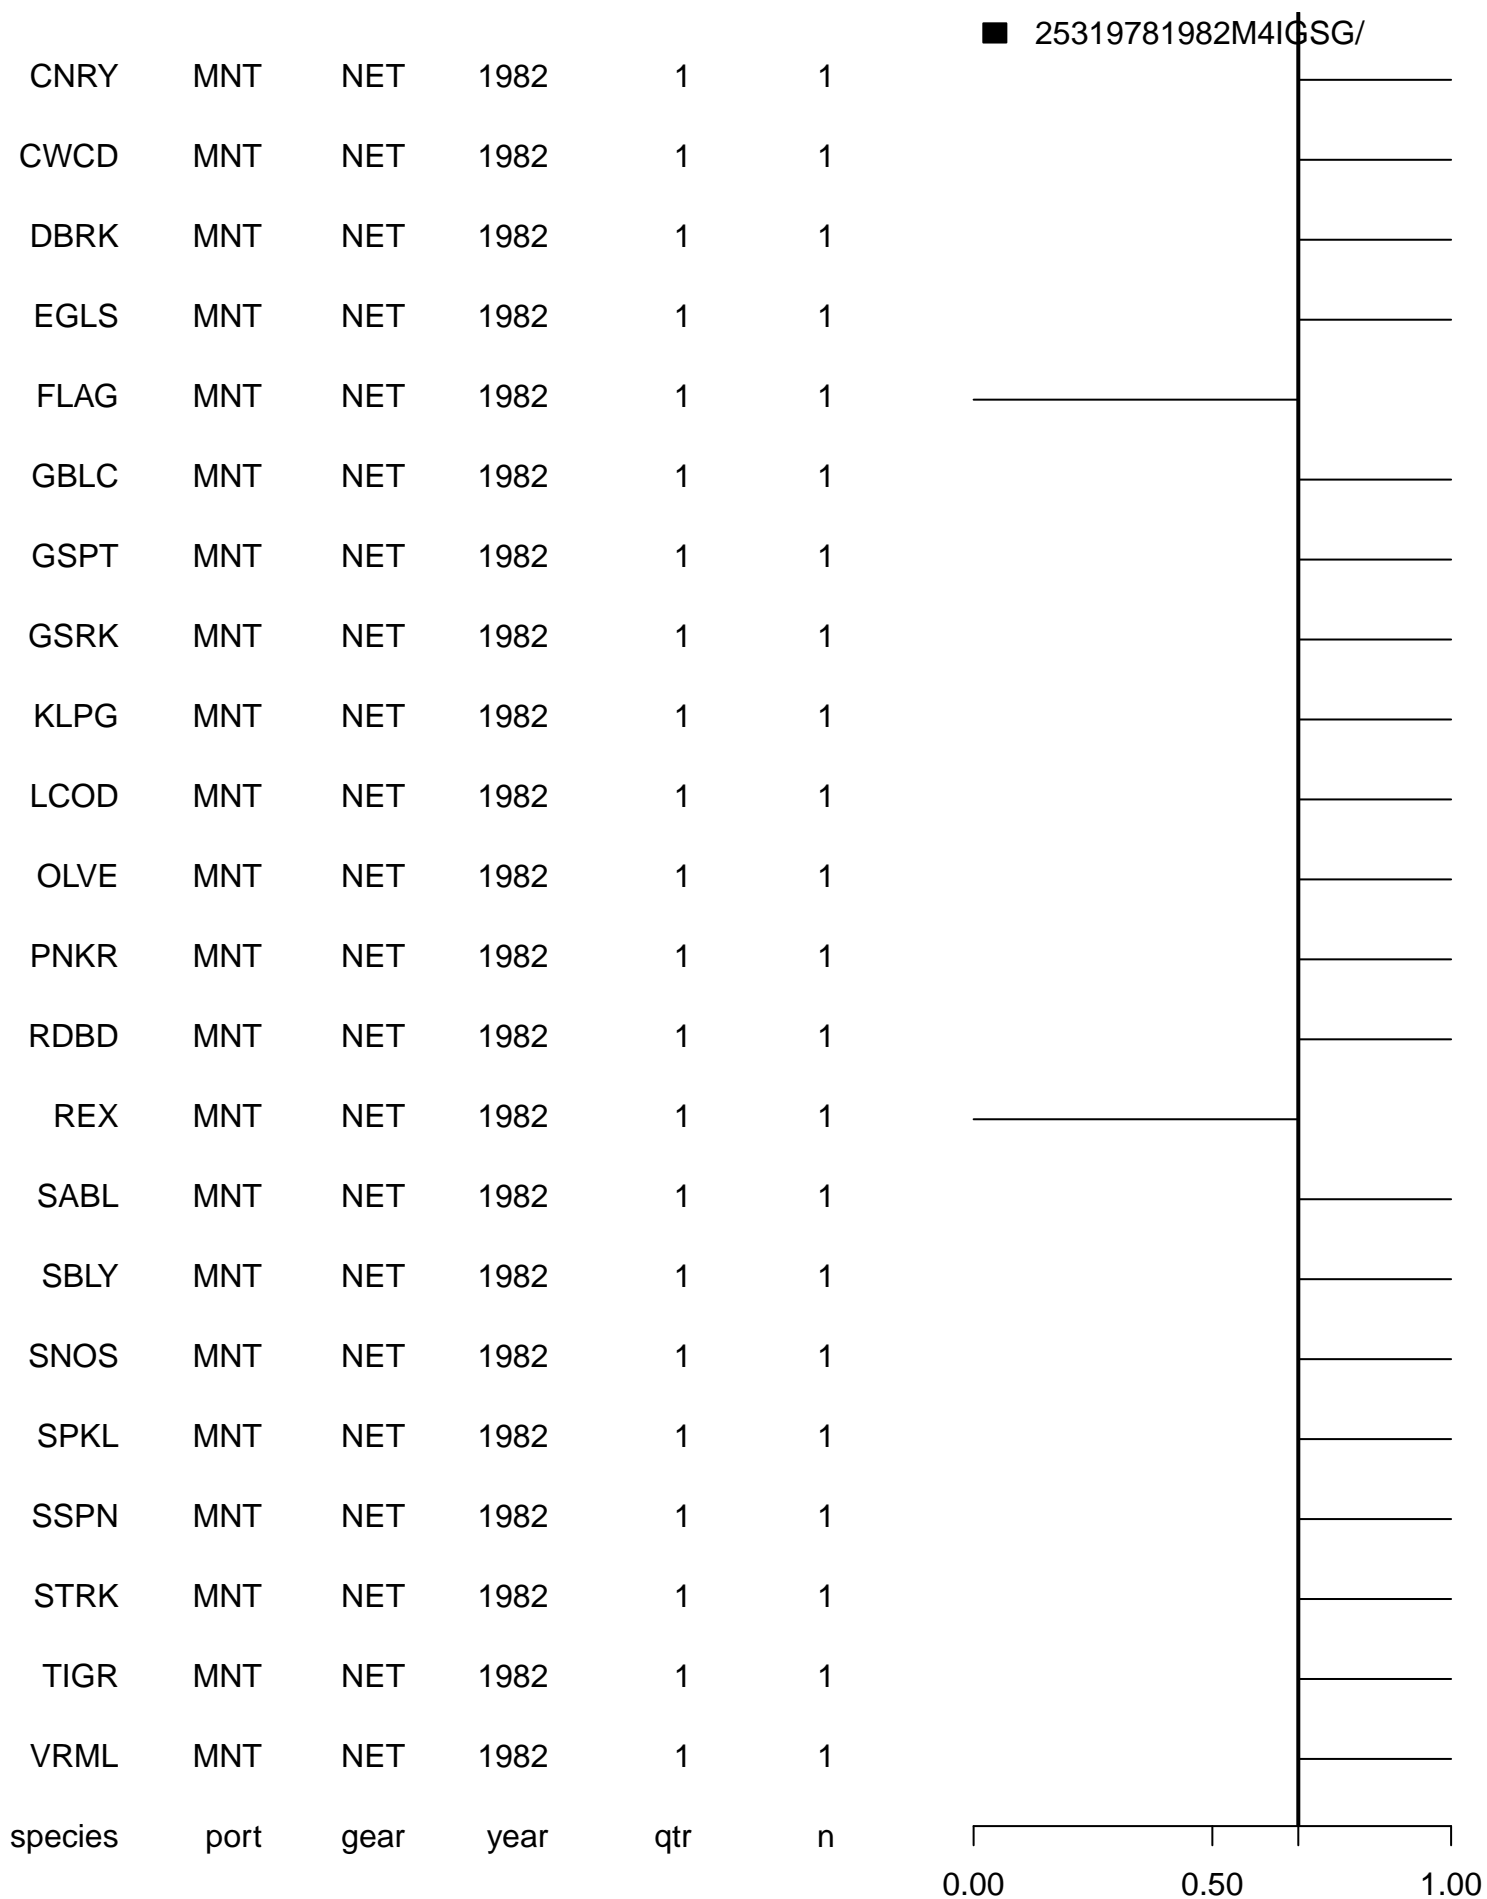 25319781982M4IGSG/
CNRY MNT NET 1982 1 1
CWCD MNT NET 1982 1 1
DBRK MNT NET 1982 1 1
EGLS MNT NET 1982 1 1
FLAG MNT NET 1982 1 1
GBLC MNT NET 1982 1 1
GSPT MNT NET 1982 1 1
GSRK MNT NET 1982 1 1
KLPG MNT NET 1982 1 1
LCOD MNT NET 1982 1 1
OLVE MNT NET 1982 1 1
PNKR MNT NET 1982 1 1
RDBD MNT NET 1982 1 1
REX MNT NET 1982 1 1
SABL MNT NET 1982 1 1
SBLY MNT NET 1982 1 1
SNOS MNT NET 1982 1 1
SPKL MNT NET 1982 1 1
SSPN MNT NET 1982 1 1
STRK MNT NET 1982 1 1
TIGR MNT NET 1982 1 1
VRML MNT NET 1982 1 1
species port gear year qtr n
0.00 0.50 1.00